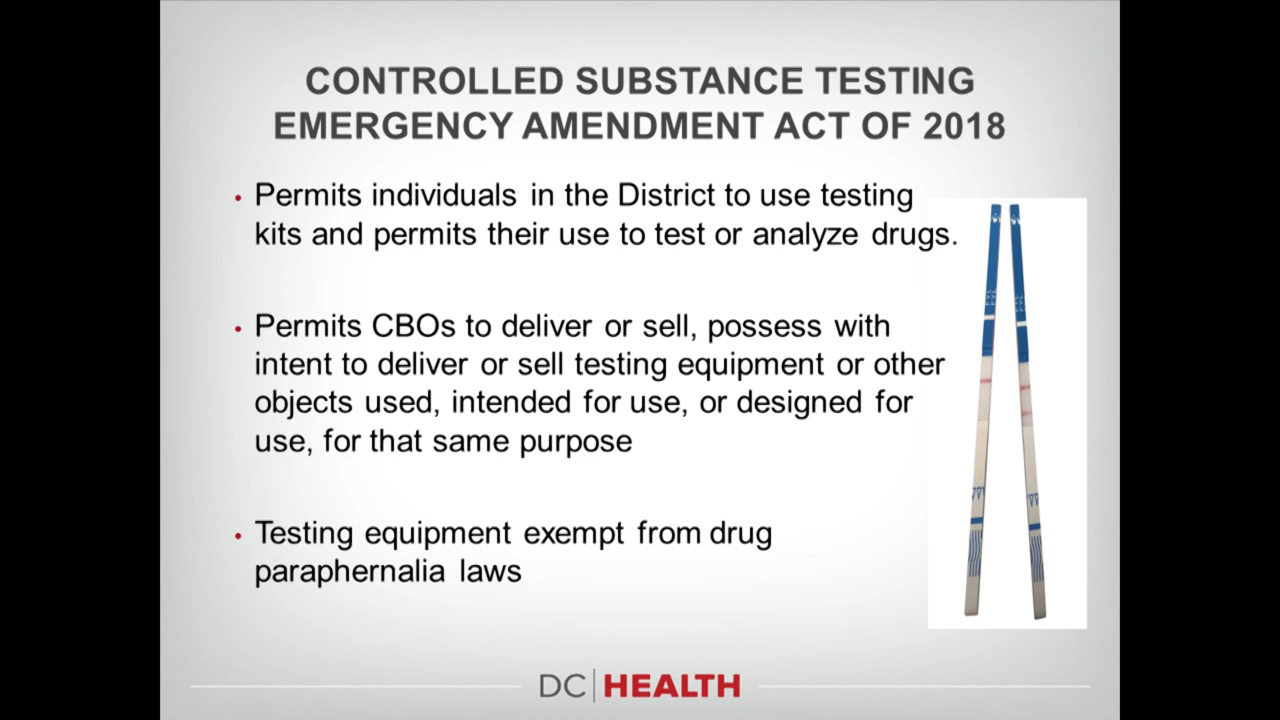 CONTROLLED SUBSTANCE TESTING
EMERGENCY AMENDMENT ACT OF 2018
• Permits individuals in the District to use testing
kits and permits their use to test or analyze drugs.
• Permits CBOs to deliver or sell, possess with
intent to deliver or sell testing equipment or other
objects used, intended for use, or designed for
use, for that same purpose
• Testing equipment exempt from drug
paraphernalia laws
DC|HEALTH